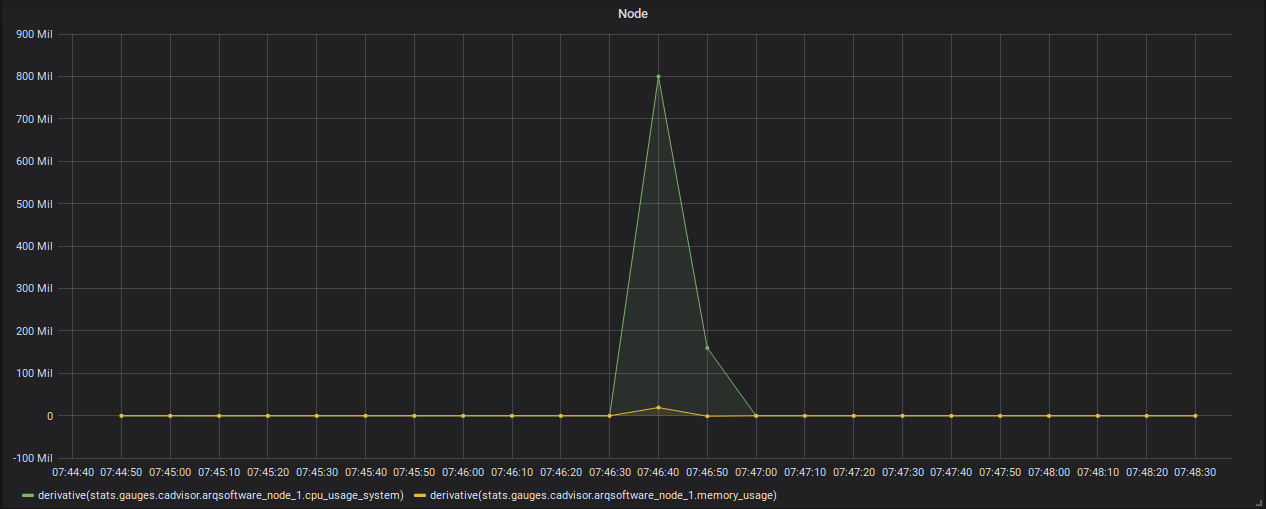 Node
900 Mil
800 Mil
700 Mil
600 Mil
500 Mil
400 Mil
300 Mil
200 Mil
100 Mil
0
-100 Mil
07:44:40 07:44:50 07:45:00 07:45:10 07:45:20 07:45:30 07:45:40 07:45:50 07:46:00 07:46:10 07:46:20 07:46:30 07:46:40 07:46:50 07:47:00 07:47:10 07:47:20 07:47:30 07:47:40 07:47:50 07:48:00 07:48:10 07:48:20 07:48:30
derivative(stats.gauges.cadvisor.arqsoftware_node_1.cpu_usage_system) derivative(stats.gauges.cadvisor.arqsoftware_node_1.memory_usage)